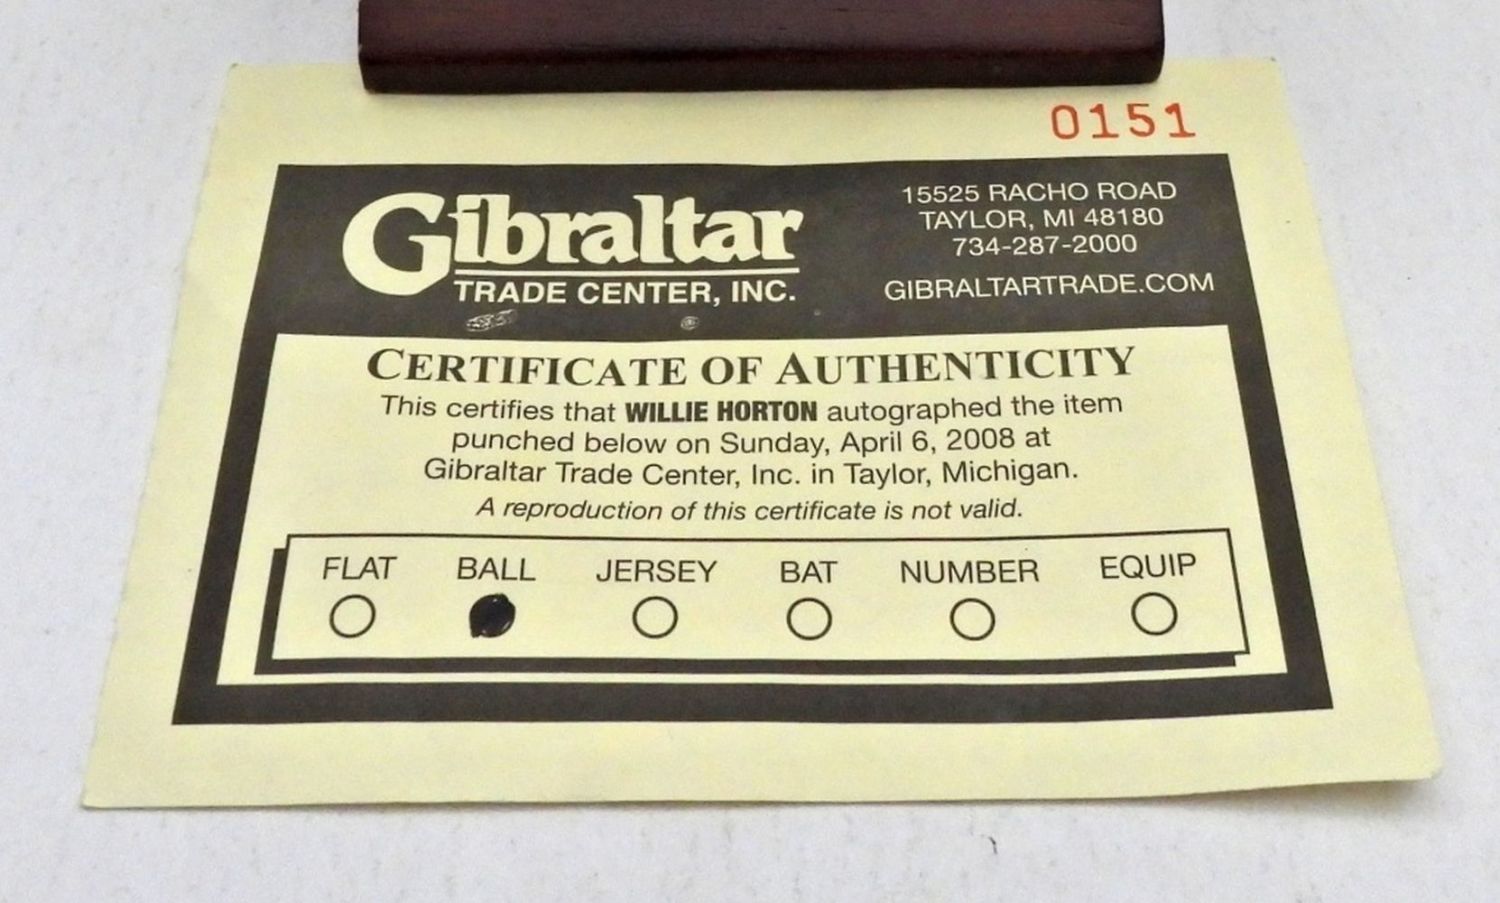 0151
Gibraltar
TRADE CENTER, INC.
15525 RACHO ROAD
TAYLOR, MI 48180
734-287-2000
GIBRALTARTRADE.COM
CERTIFICATE OF AUTHENTICITY
This certifies that WILLIE HORTON autographed the item
punched below on Sunday, April 6, 2008 at
Gibraltar Trade Center, Inc. in Taylor, Michigan.
A reproduction of this certificate is not valid.
FLAT BALL JERSEY BAT NUMBER EQUIP